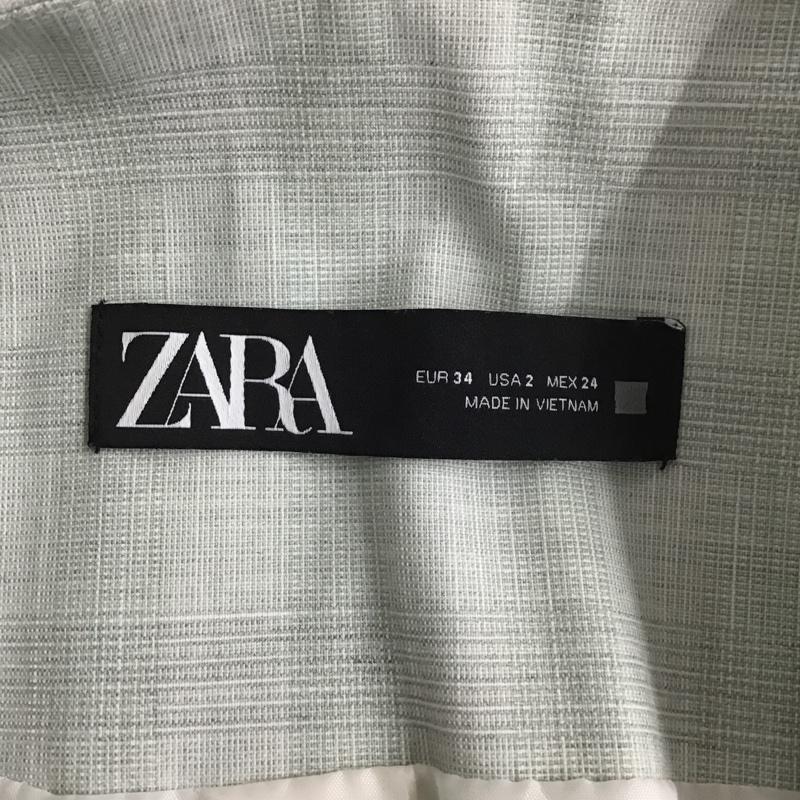 ZARA
EUR 34 USA 2 MEX 24
MADE IN VIETNAM